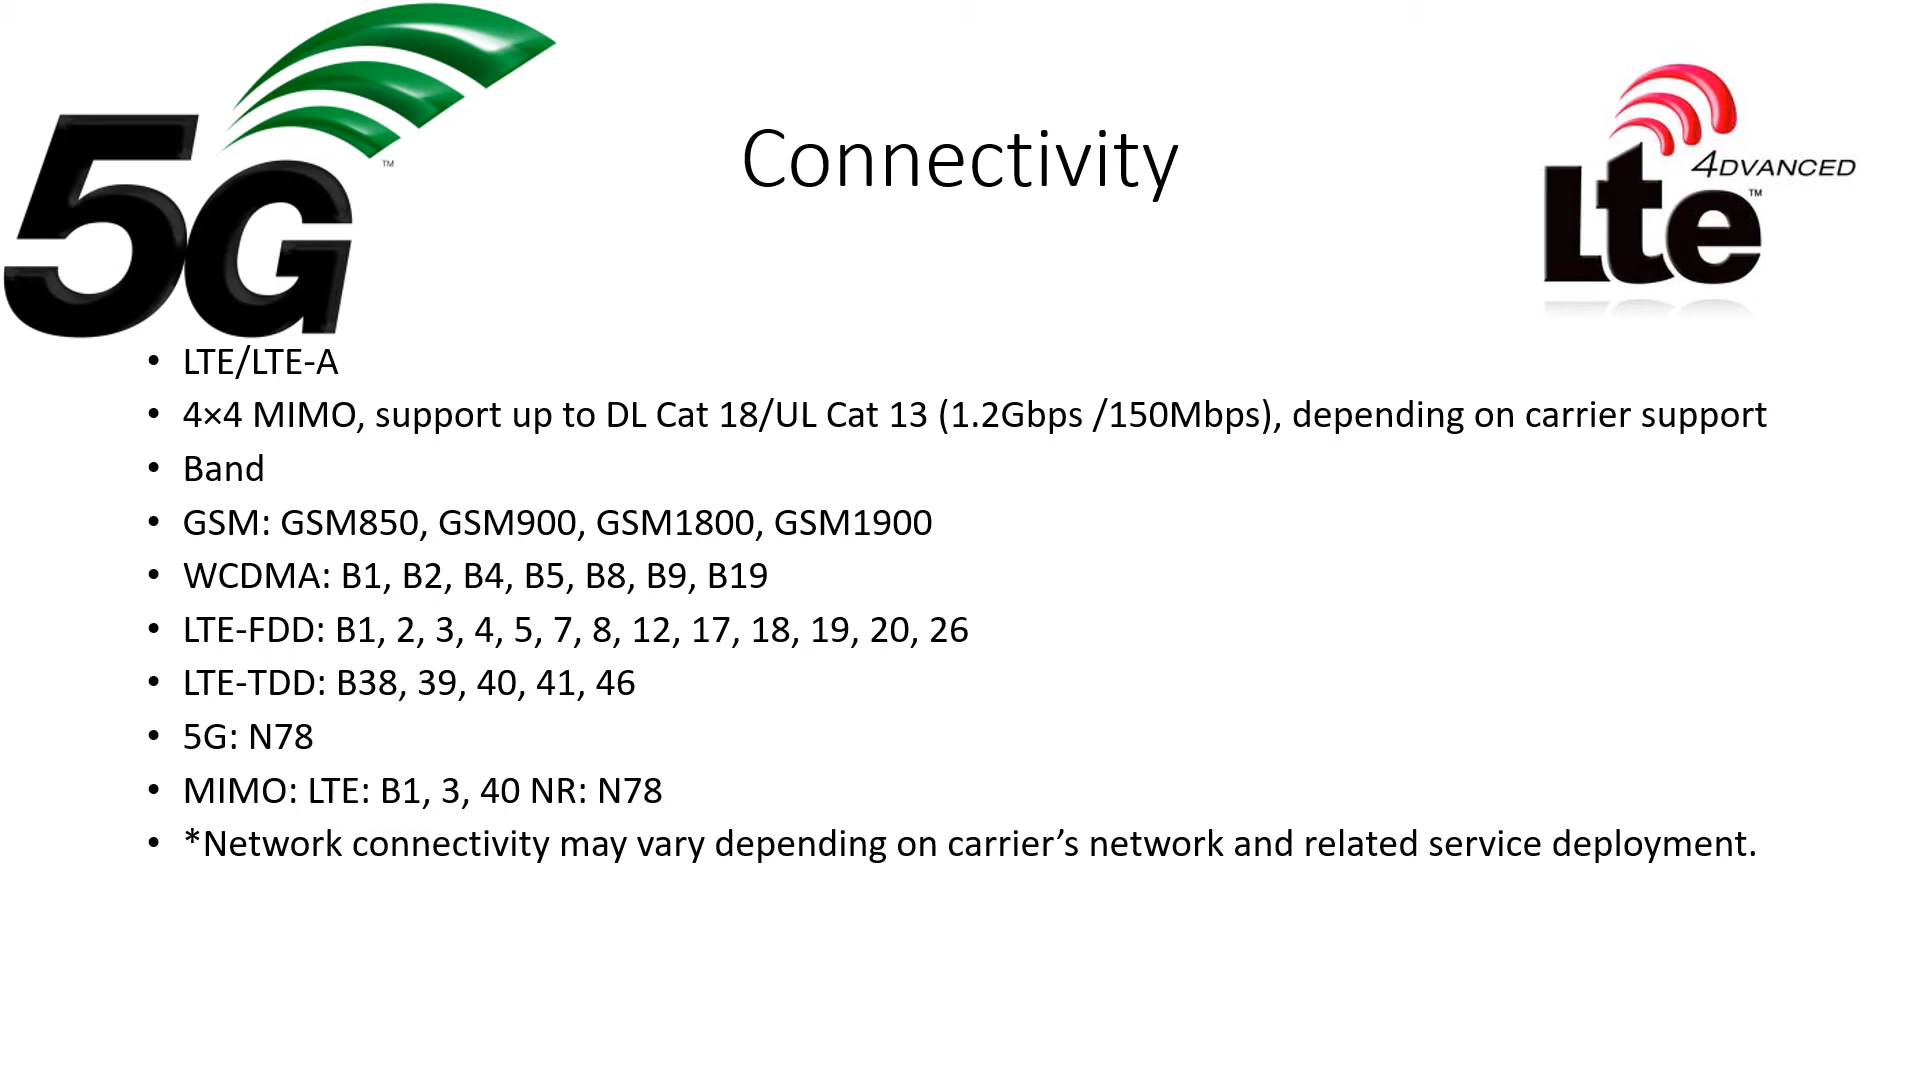 5G™
Connectivity
Lte™ 4DVANCED
• LTE/LTE-A
• 4×4 MIMO, support up to DL Cat 18/UL Cat 13 (1.2Gbps /150Mbps), depending on carrier support
• Band
• GSM: GSM850, GSM900, GSM1800, GSM1900
• WCDMA: B1, B2, B4, B5, B8, B9, B19
• LTE-FDD: B1, 2, 3, 4, 5, 7, 8, 12, 17, 18, 19, 20, 26
• LTE-TDD: B38, 39, 40, 41, 46
• 5G: N78
• MIMO: LTE: B1, 3, 40 NR: N78
• *Network connectivity may vary depending on carrier’s network and related service deployment.